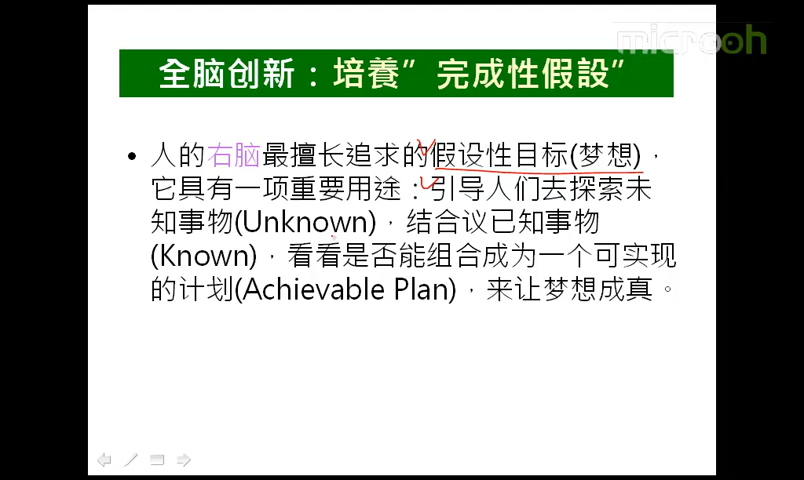 microoh
全脑创新：培養”完成性假設”
• 人的右脑最擅长追求的假设性目标(梦想)，
它具有一项重要用途：引导人们去探索未
知事物(Unknown)，结合议已知事物
(Known)，看看是否能组合成为一个可实现
的计划(Achievable Plan)，来让梦想成真。